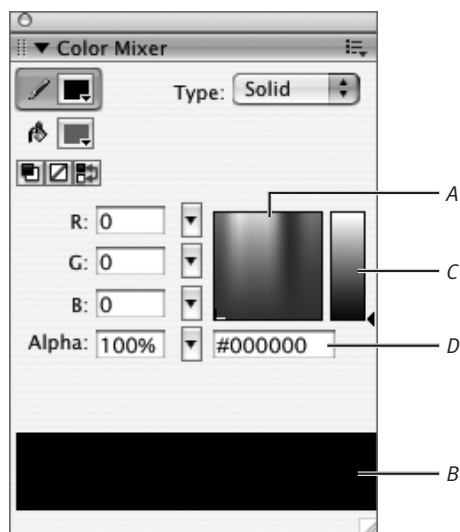 Color Mixer
Type: Solid
R: 0
G: 0
B: 0
Alpha: 100% #000000
A
C
D
B